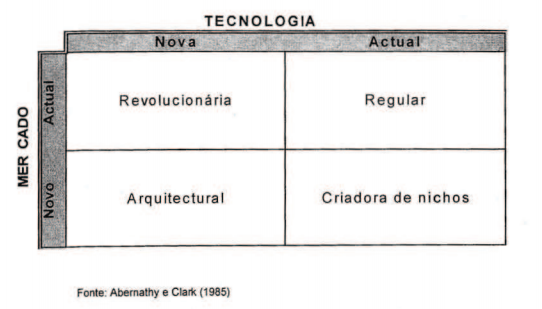 TECNOLOGIA
Nova Actual
MER CADO
Actual
Revolucionária Regular
Novo
Arquitectural Criadora de nichos
Fonte: Abernathy e Clark (1985)